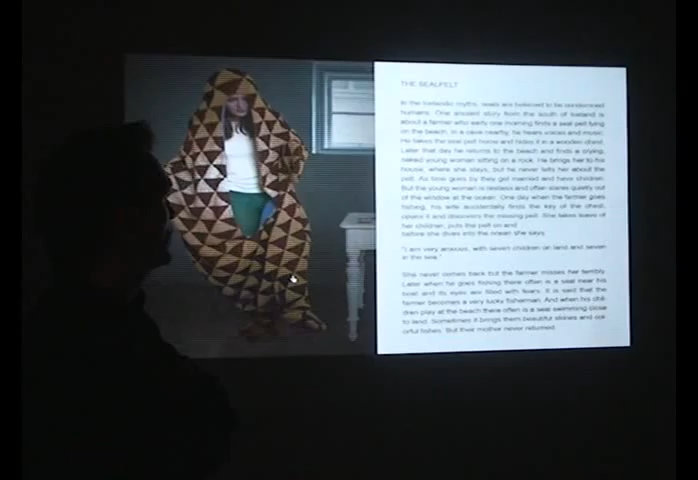 THE SEALPELT
In the Icelandic myths, seals are believed to be condemned
humans. One ancient story from the south of Iceland is
about a farmer who early one morning finds a seal pelt lying
on the beach. In a cave nearby, he hears voices and music.
He takes the seal pelt home and hides it in a wooden chest.
Later that day he returns to the beach and finds a crying,
naked young woman sitting on a rock. He brings her to his
house, where she stays, but he never tells her about the
pelt. As time goes by they get married and have children.
But the young woman is restless and often stares quietly out
of the window at the ocean. One day when the farmer goes
fishing, his wife accidentally finds the key of the chest,
opens it and discovers the missing pelt. She takes leave of
her children, puts the pelt on and
before she dives into the ocean she says:
"I am very anxious, with seven children on land and seven
in the sea."
She never comes back but the farmer misses her terribly.
Later when he goes fishing there often is a seal near his
boat and its eyes are filled with tears. It is said that the
farmer becomes a very lucky fisherman. And when his chil-
dren play at the beach there often is a seal swimming close
to land. Sometimes it brings them beautiful stones and col-
orful fishes. But their mother never returned.